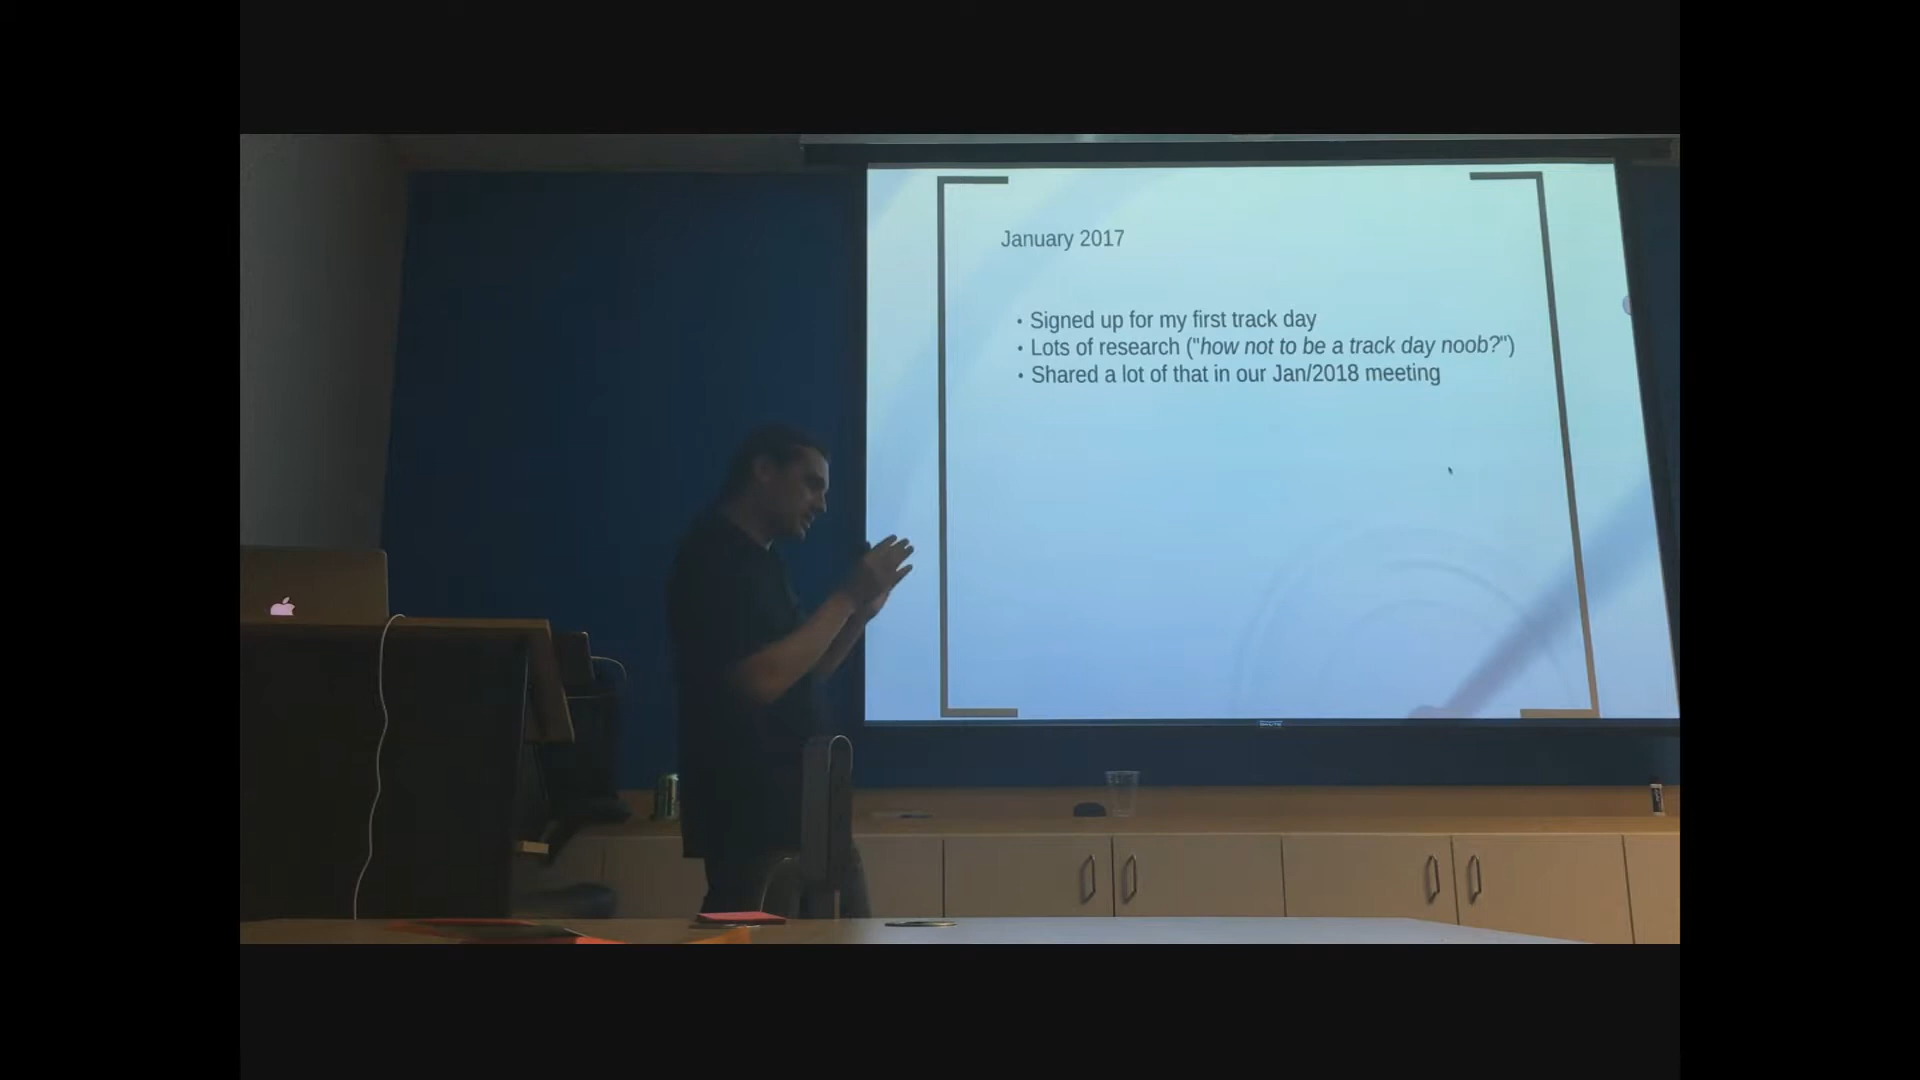 January 2017
• Signed up for my first track day
• Lots of research ("how not to be a track day noob?")
• Shared a lot of that in our Jan/2018 meeting